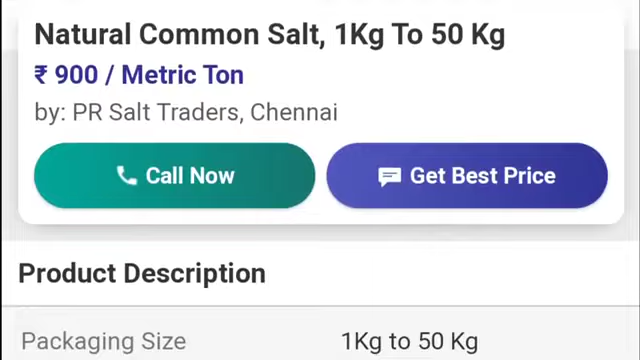 Natural Common Salt, 1Kg To 50 Kg
₹ 900 / Metric Ton
by: PR Salt Traders, Chennai
Call Now
Get Best Price
Product Description
Packaging Size 1Kg to 50 Kg